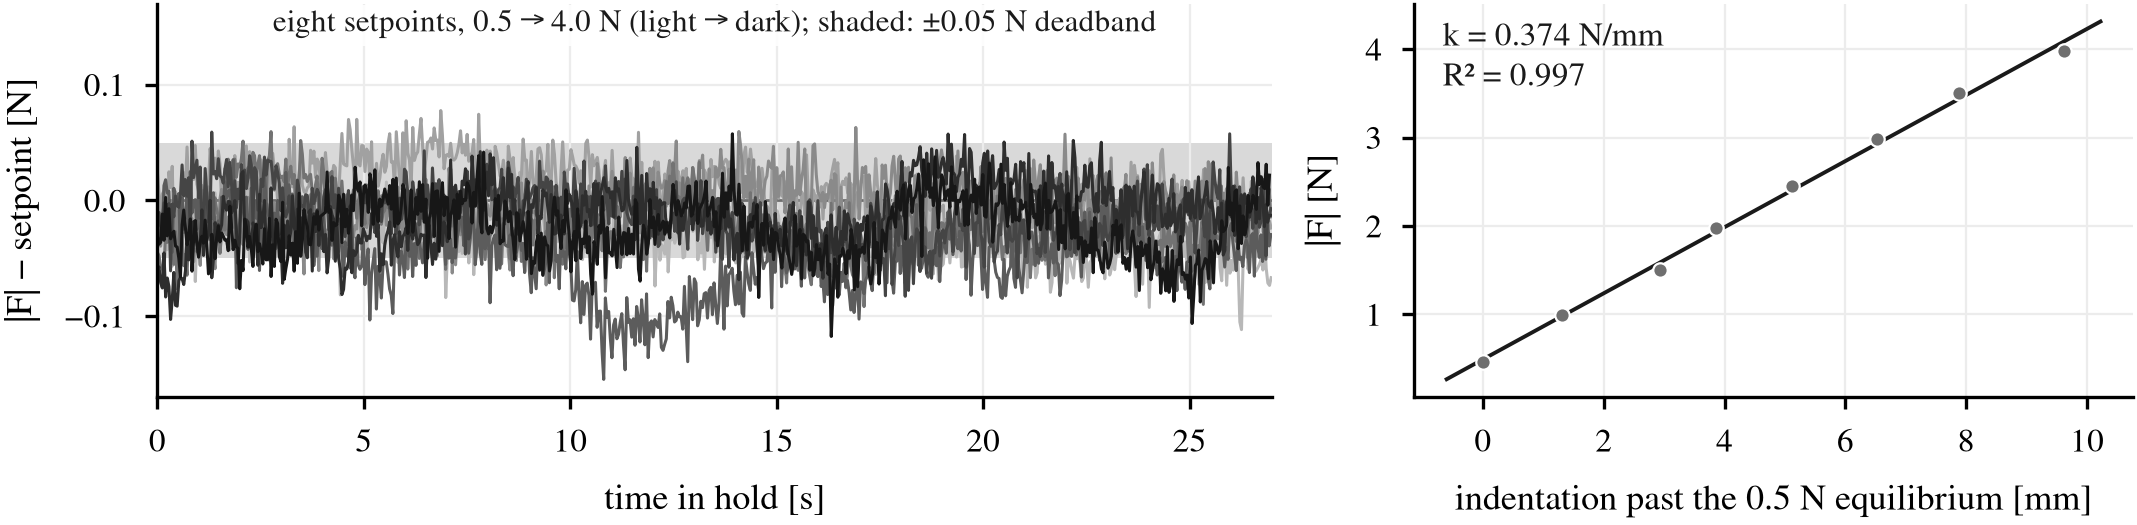 eight setpoints, 0.5 → 4.0 N (light → dark); shaded: ±0.05 N deadband
|F| − setpoint [N]
0.1
0.0
−0.1
0 5 10 15 20 25
time in hold [s]
k = 0.374 N/mm
R² = 0.997
|F| [N]
4
3
2
1
0 2 4 6 8 10
indentation past the 0.5 N equilibrium [mm]